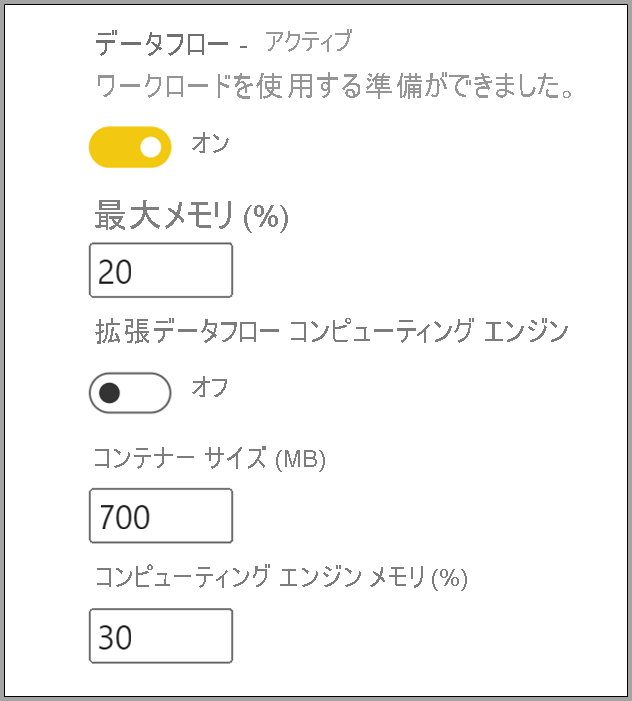 データフロー - アクティブ
ワークロードを使用する準備ができました。
オン
最大メモリ (%)
20
拡張データフロー コンピューティング エンジン
オフ
コンテナー サイズ (MB)
700
コンピューティング エンジン メモリ (%)
30